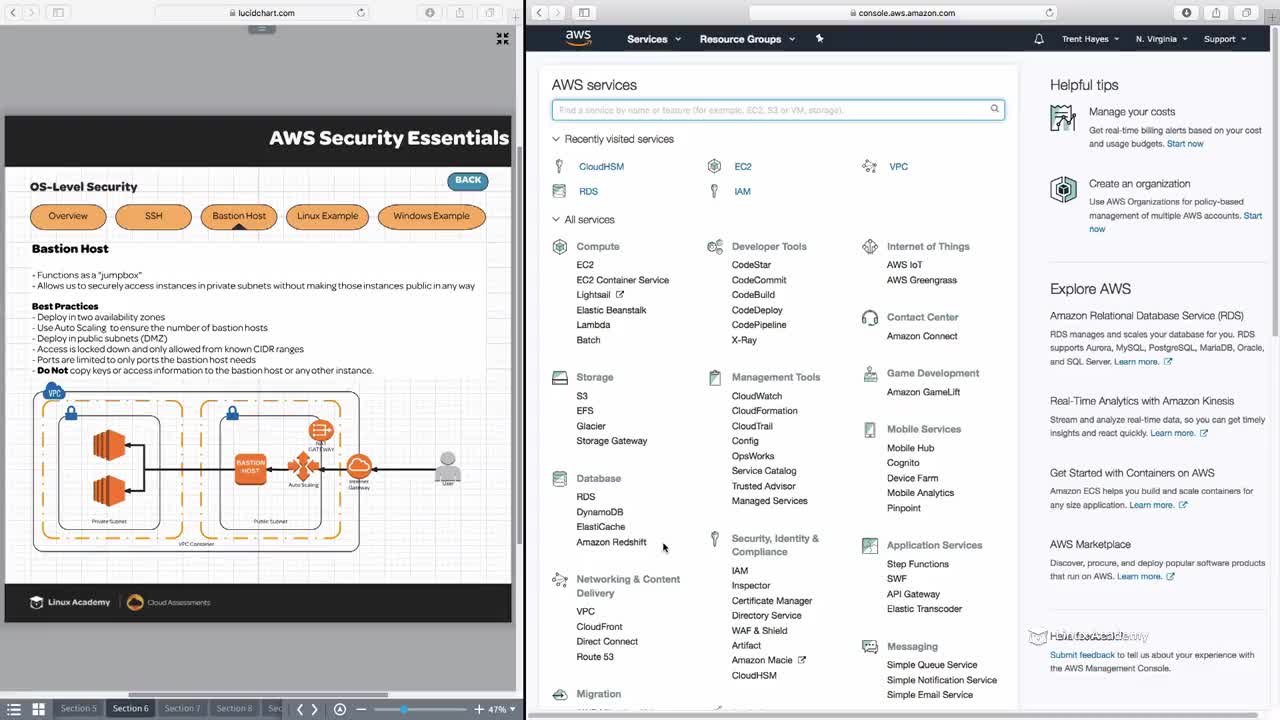 lucidchart.com
AWS Security Essentials
OS-Level Security
BACK
Overview
SSH
Bastion Host
Linux Example
Windows Example
Bastion Host
- Functions as a "jumpbox"
- Allows us to securely access instances in private subnets without making those instances public in any way
Best Practices
- Deploy in two availability zones
- Use Auto Scaling to ensure the number of bastion hosts
- Deploy in public subnets (DMZ)
- Access is locked down and only allowed from known CIDR ranges
- Ports are limited to only ports the bastion host needs
- Do Not copy keys or access information to the bastion host or any other instance.
VPC
GATEWAY
BASTION
HOST
Auto Scaling
Internet
Gateway
User
Private Subnet
Public Subnet
VPC Container
Linux Academy
Cloud Assessments
Section 5
Section 6
Section 7
Section 8
Sec
47%
console.aws.amazon.com
aws
Services
Resource Groups
Trent Hayes
N. Virginia
Support
AWS services
Find a service by name or feature (for example, EC2, S3 or VM, storage).
Recently visited services
CloudHSM
EC2
VPC
RDS
IAM
All services
Compute
EC2
EC2 Container Service
Lightsail
Elastic Beanstalk
Lambda
Batch
Storage
S3
EFS
Glacier
Storage Gateway
Database
RDS
DynamoDB
ElastiCache
Amazon Redshift
Networking & Content
Delivery
VPC
CloudFront
Direct Connect
Route 53
Migration
Developer Tools
CodeStar
CodeCommit
CodeBuild
CodeDeploy
CodePipeline
X-Ray
Management Tools
CloudWatch
CloudFormation
CloudTrail
Config
OpsWorks
Service Catalog
Trusted Advisor
Managed Services
Security, Identity &
Compliance
IAM
Inspector
Certificate Manager
Directory Service
WAF & Shield
Artifact
Amazon Macie
CloudHSM
Internet of Things
AWS IoT
AWS Greengrass
Contact Center
Amazon Connect
Game Development
Amazon GameLift
Mobile Services
Mobile Hub
Cognito
Device Farm
Mobile Analytics
Pinpoint
Application Services
Step Functions
SWF
API Gateway
Elastic Transcoder
Messaging
Simple Queue Service
Simple Notification Service
Simple Email Service
Helpful tips
Manage your costs
Get real-time billing alerts based on your cost
and usage budgets. Start now
Create an organization
Use AWS Organizations for policy-based
management of multiple AWS accounts. Start
now
Explore AWS
Amazon Relational Database Service (RDS)
RDS manages and scales your database for you. RDS
supports Aurora, MySQL, PostgreSQL, MariaDB, Oracle,
and SQL Server. Learn more.
Real-Time Analytics with Amazon Kinesis
Stream and analyze real-time data, so you can get timely
insights and react quickly. Learn more.
Get Started with Containers on AWS
Amazon ECS helps you build and scale containers for
any size application. Learn more.
AWS Marketplace
Discover, procure, and deploy popular software products
that run on AWS. Learn more.
Linux Academy
Submit feedback to tell us about your experience with
the AWS Management Console.